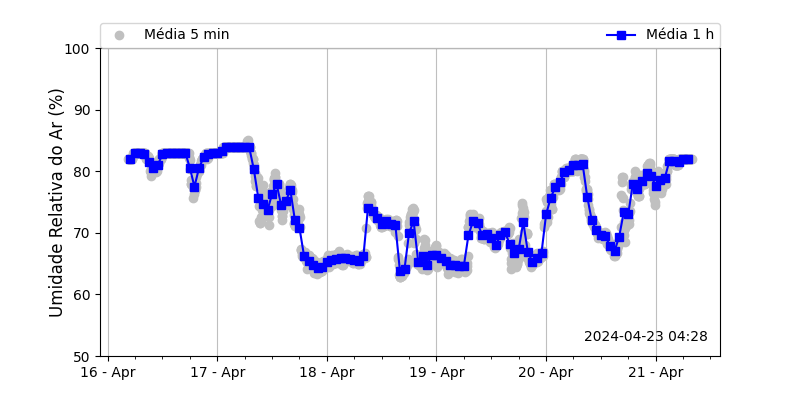 Média 5 min
Média 1 h
Umidade Relativa do Ar (%)
100
90
80
70
60
50
2024-04-23 04:28
16 - Apr
17 - Apr
18 - Apr
19 - Apr
20 - Apr
21 - Apr